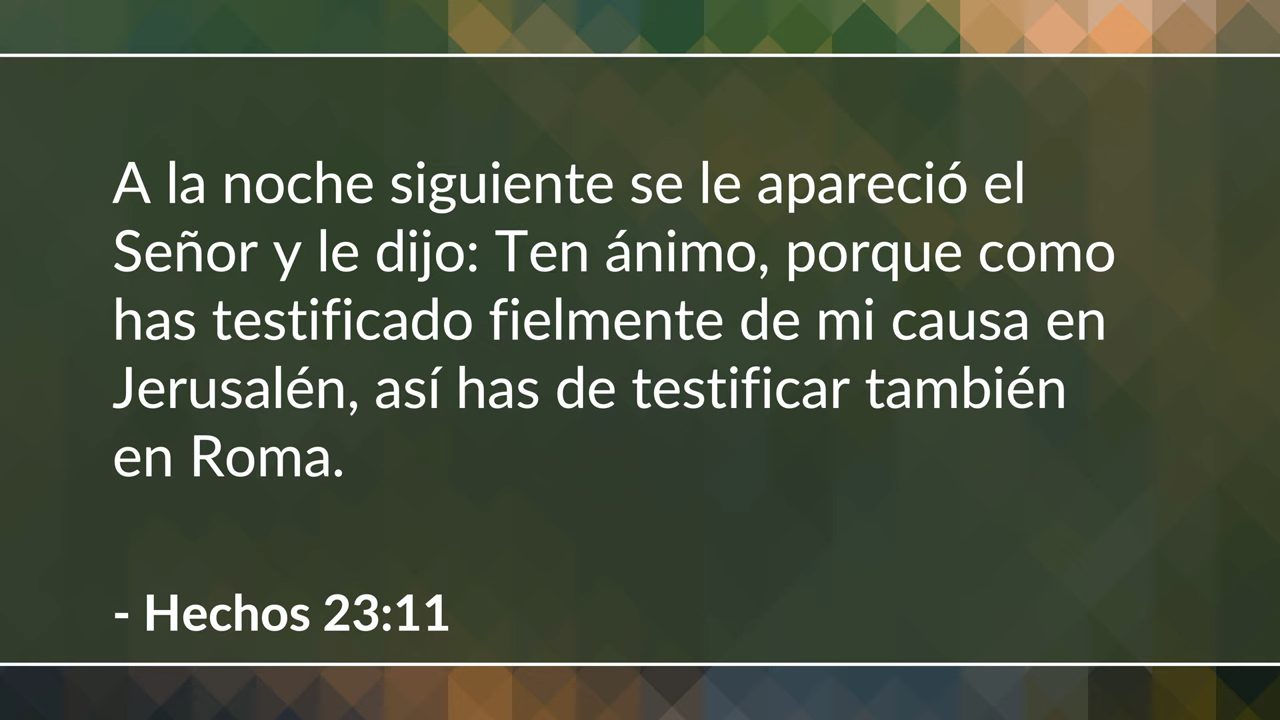 A la noche siguiente se le apareció el
Señor y le dijo: Ten ánimo, porque como
has testificado fielmente de mi causa en
Jerusalén, así has de testificar también
en Roma.
- Hechos 23:11